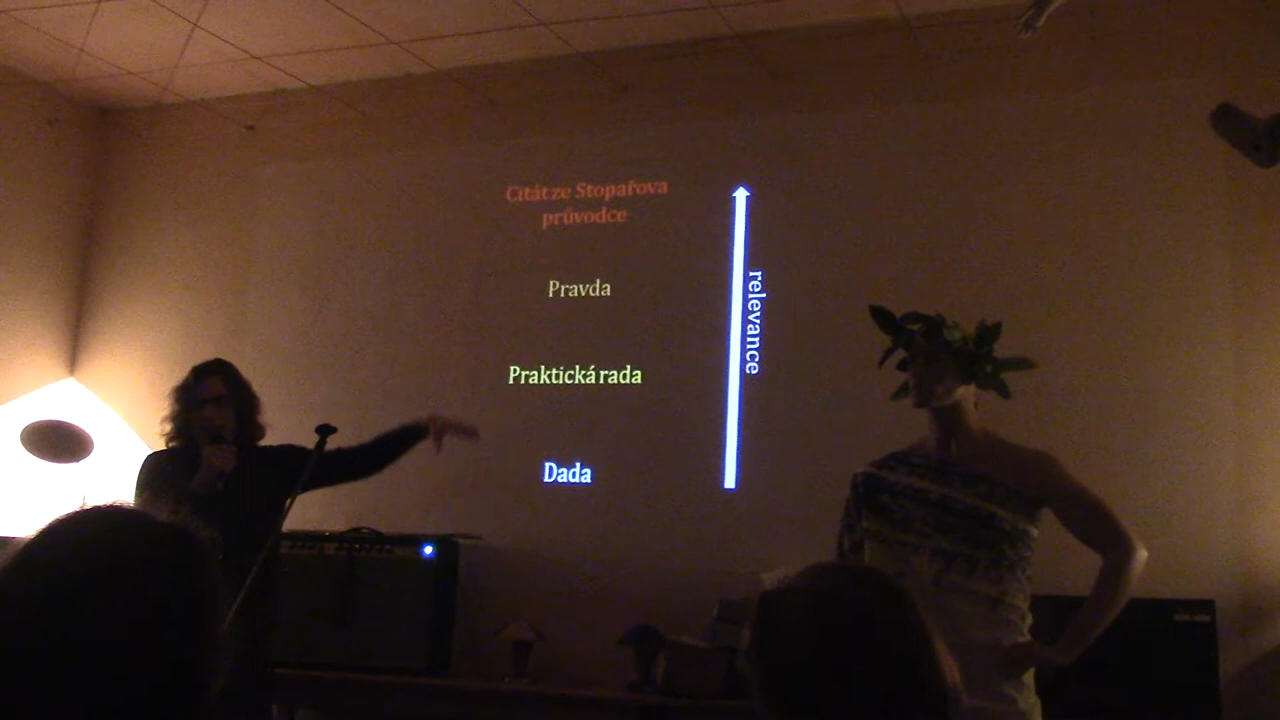 Citát ze Stopařova
průvodce
Pravda
relevance
Praktická rada
Dada